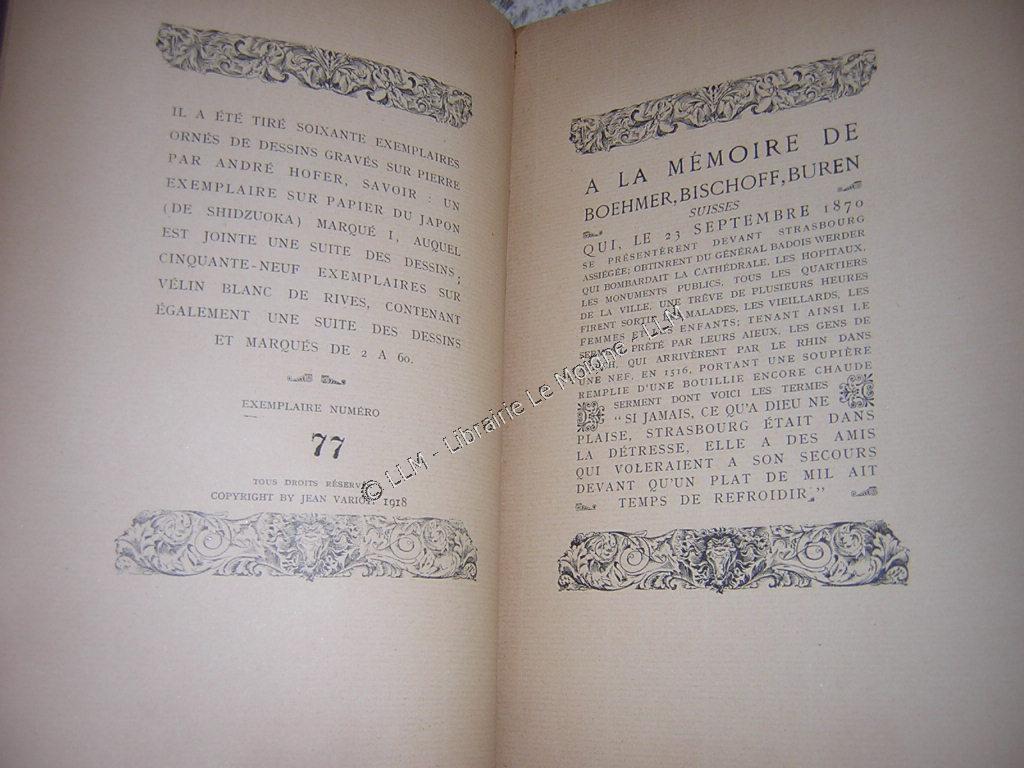 IL A ÉTÉ TIRÉ SOIXANTE EXEMPLAIRES
ORNÉS DE DESSINS GRAVÉS SUR PIERRE
PAR ANDRÉ HOFER, SAVOIR : UN
EXEMPLAIRE SUR PAPIER DU JAPON
(DE SHIDZUOKA) MARQUÉ I, AUQUEL
EST JOINTE UNE SUITE DES DESSINS ;
CINQUANTE-NEUF EXEMPLAIRES SUR
VÉLIN BLANC DE RIVES, CONTENANT
ÉGALEMENT UNE SUITE DES DESSINS
ET MARQUÉS DE 2 A 60.
EXEMPLAIRE NUMÉRO
77
TOUS DROITS RÉSERVÉS
COPYRIGHT BY JEAN VARIOT, 1918
A LA MÉMOIRE DE
BOEHMER, BISCHOFF, BUREN
SUISSES
QUI, LE 23 SEPTEMBRE 1870
SE PRÉSENTÈRENT DEVANT STRASBOURG
ASSIÉGÉE; OBTINRENT DU GÉNÉRAL BADOIS WERDER
QUI BOMBARDAIT LA CATHÉDRALE, LES HOPITAUX,
LES MONUMENTS PUBLICS, TOUS LES QUARTIERS
DE LA VILLE, UNE TRÊVE DE PLUSIEURS HEURES
FIRENT SORTIR MALADES, LES VIEILLARDS, LES
FEMMES ET LES ENFANTS; TENANT AINSI LE
SERMENT PRÊTÉ PAR LEURS AIEUX, LES GENS DE
QUI ARRIVÈRENT PAR LE RHIN DANS
UNE NEF, EN 1516, PORTANT UNE SOUPIÈRE
REMPLIE D'UNE BOUILLIE ENCORE CHAUDE
SERMENT DONT VOICI LES TERMES
"SI JAMAIS, CE QU'A DIEU NE
PLAISE, STRASBOURG ÉTAIT DANS
LA DÉTRESSE, ELLE A DES AMIS
QUI VOLERAIENT A SON SECOURS
DEVANT QU'UN PLAT DE MIL AIT
TEMPS DE REFROIDIR."
© LLM - Librairie Le Moigne - LLM